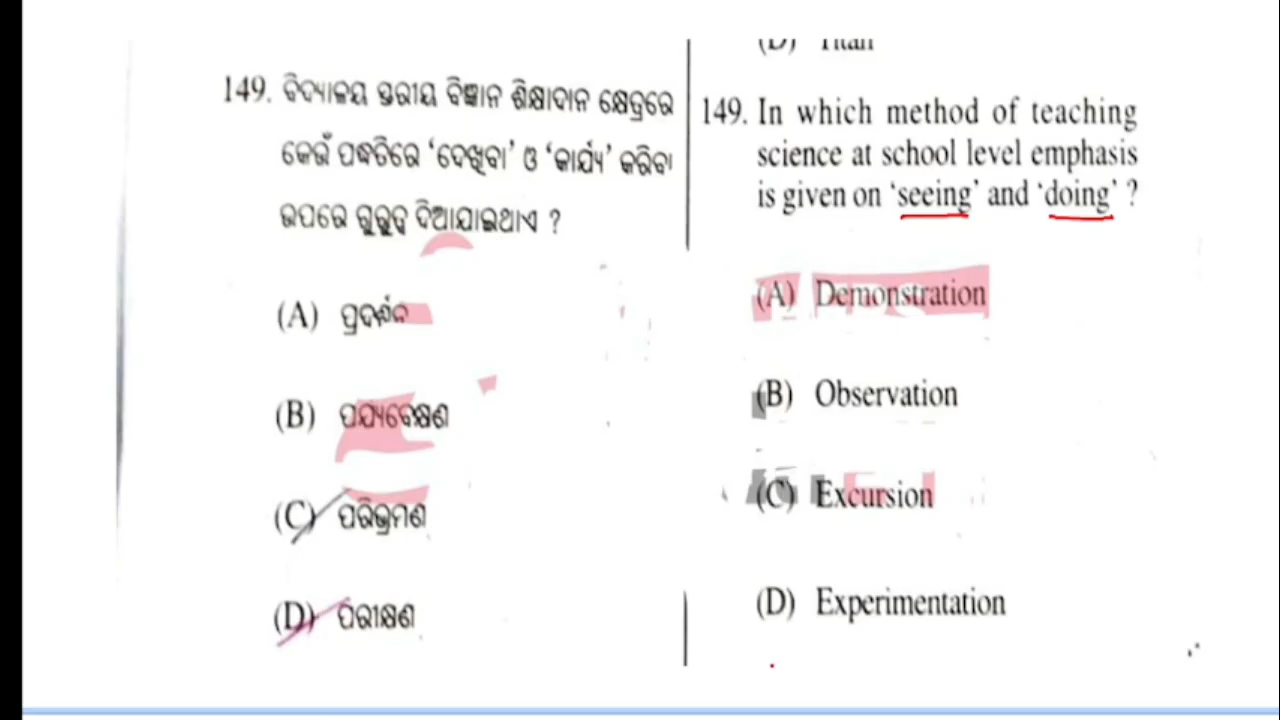 149. ବିଦ୍ୟାଳୟ ସ୍ତରୀୟ ବିଜ୍ଞାନ ଶିକ୍ଷାଦାନ କ୍ଷେତ୍ରରେ
କେଉଁ ପଦ୍ଧତିରେ ‘ଦେଖିବା’ ଓ ‘କାର୍ଯ୍ୟ’ କରିବା
ଉପରେ ଗୁରୁତ୍ୱ ଦିଆଯାଇଥାଏ ?
(A) ପ୍ରଦର୍ଶନ
(B) ପର୍ଯ୍ୟବେକ୍ଷଣ
(C) ପରିଭ୍ରମଣ
(D) ପରୀକ୍ଷଣ
(D) Titan
149. In which method of teaching
science at school level emphasis
is given on ‘seeing’ and ‘doing’ ?
(A) Demonstration
(B) Observation
(C) Excursion
(D) Experimentation